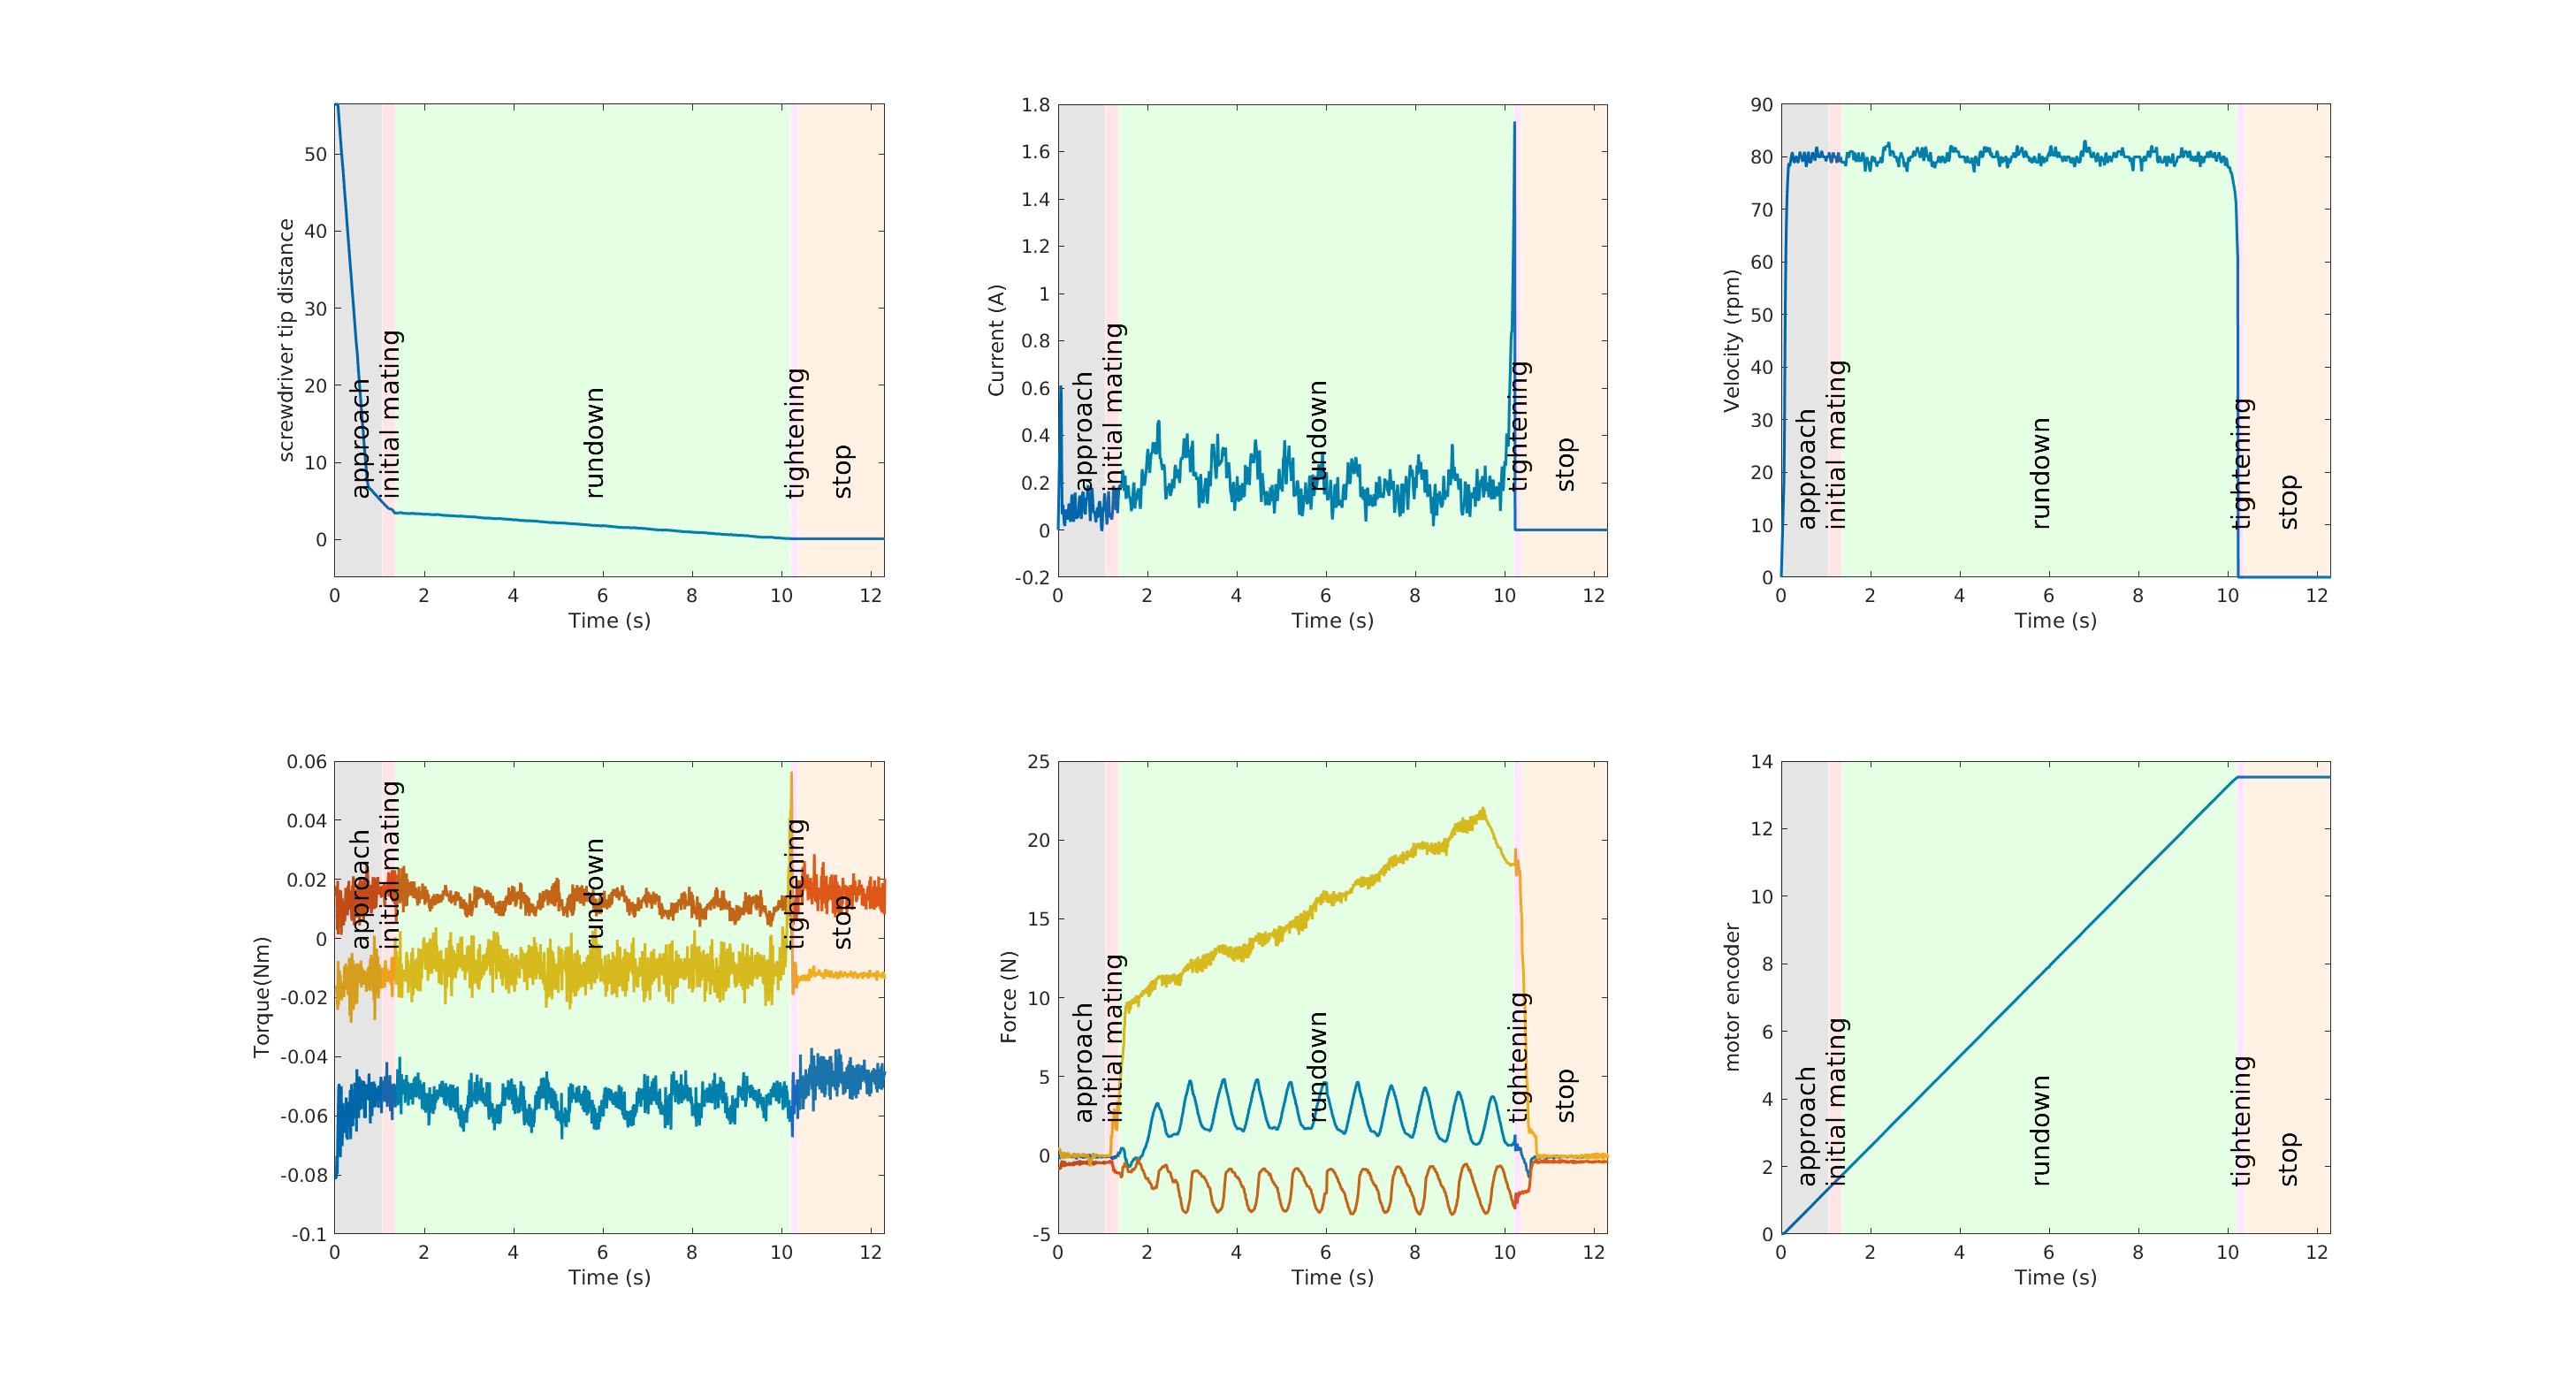 50
40
30
20
10
0
screwdriver tip distance
approach
initial mating
rundown
tightening
stop
0 2 4 6 8 10 12
Time (s)
1.8
1.6
1.4
1.2
1
0.8
0.6
0.4
0.2
0
-0.2
Current (A)
approach
initial mating
rundown
tightening
stop
0 2 4 6 8 10 12
Time (s)
90
80
70
60
50
40
30
20
10
0
Velocity (rpm)
approach
initial mating
rundown
tightening
stop
0 2 4 6 8 10 12
Time (s)
0.06
0.04
0.02
0
-0.02
-0.04
-0.06
-0.08
-0.1
Torque(Nm)
approach
initial mating
rundown
tightening
stop
0 2 4 6 8 10 12
Time (s)
25
20
15
10
5
0
-5
Force (N)
approach
initial mating
rundown
tightening
stop
0 2 4 6 8 10 12
Time (s)
14
12
10
8
6
4
2
0
motor encoder
approach
initial mating
rundown
tightening
stop
0 2 4 6 8 10 12
Time (s)